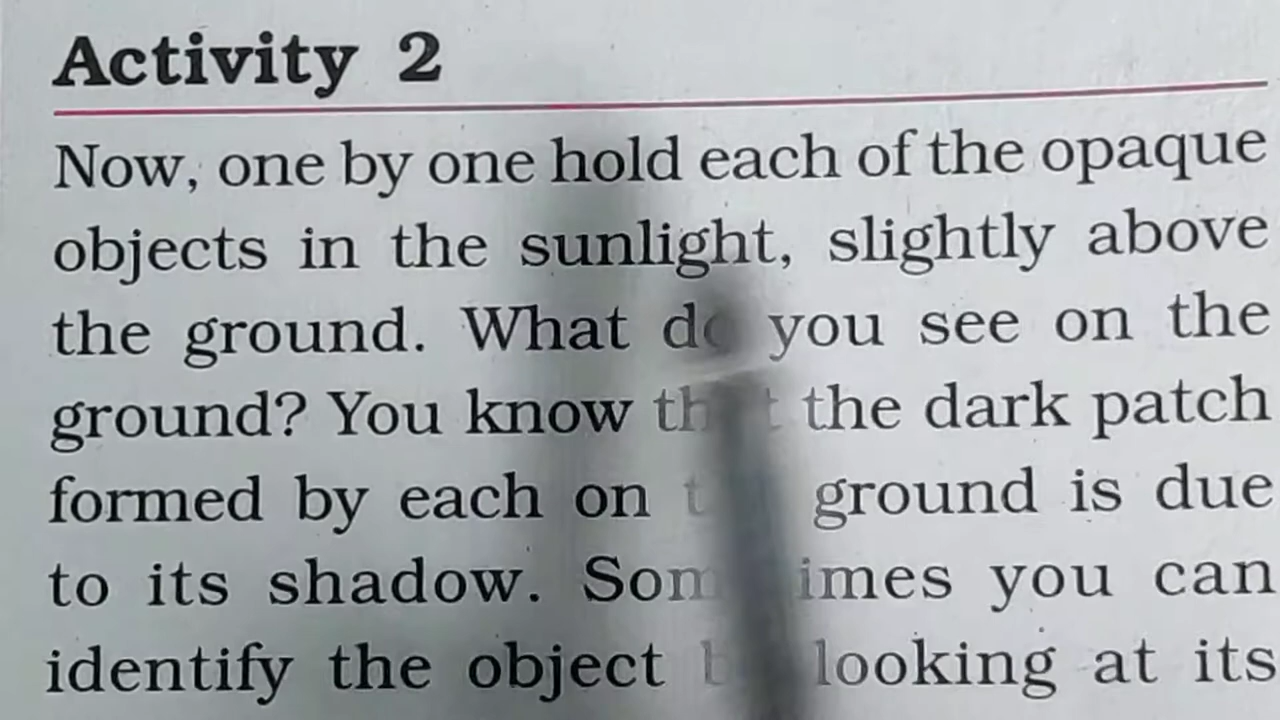 Activity 2
Now, one by one hold each of the opaque
objects in the sunlight, slightly above
the ground. What do you see on the
ground? You know the dark patch
formed by each on ground is due
to its shadow. you can
identify the object looking at its